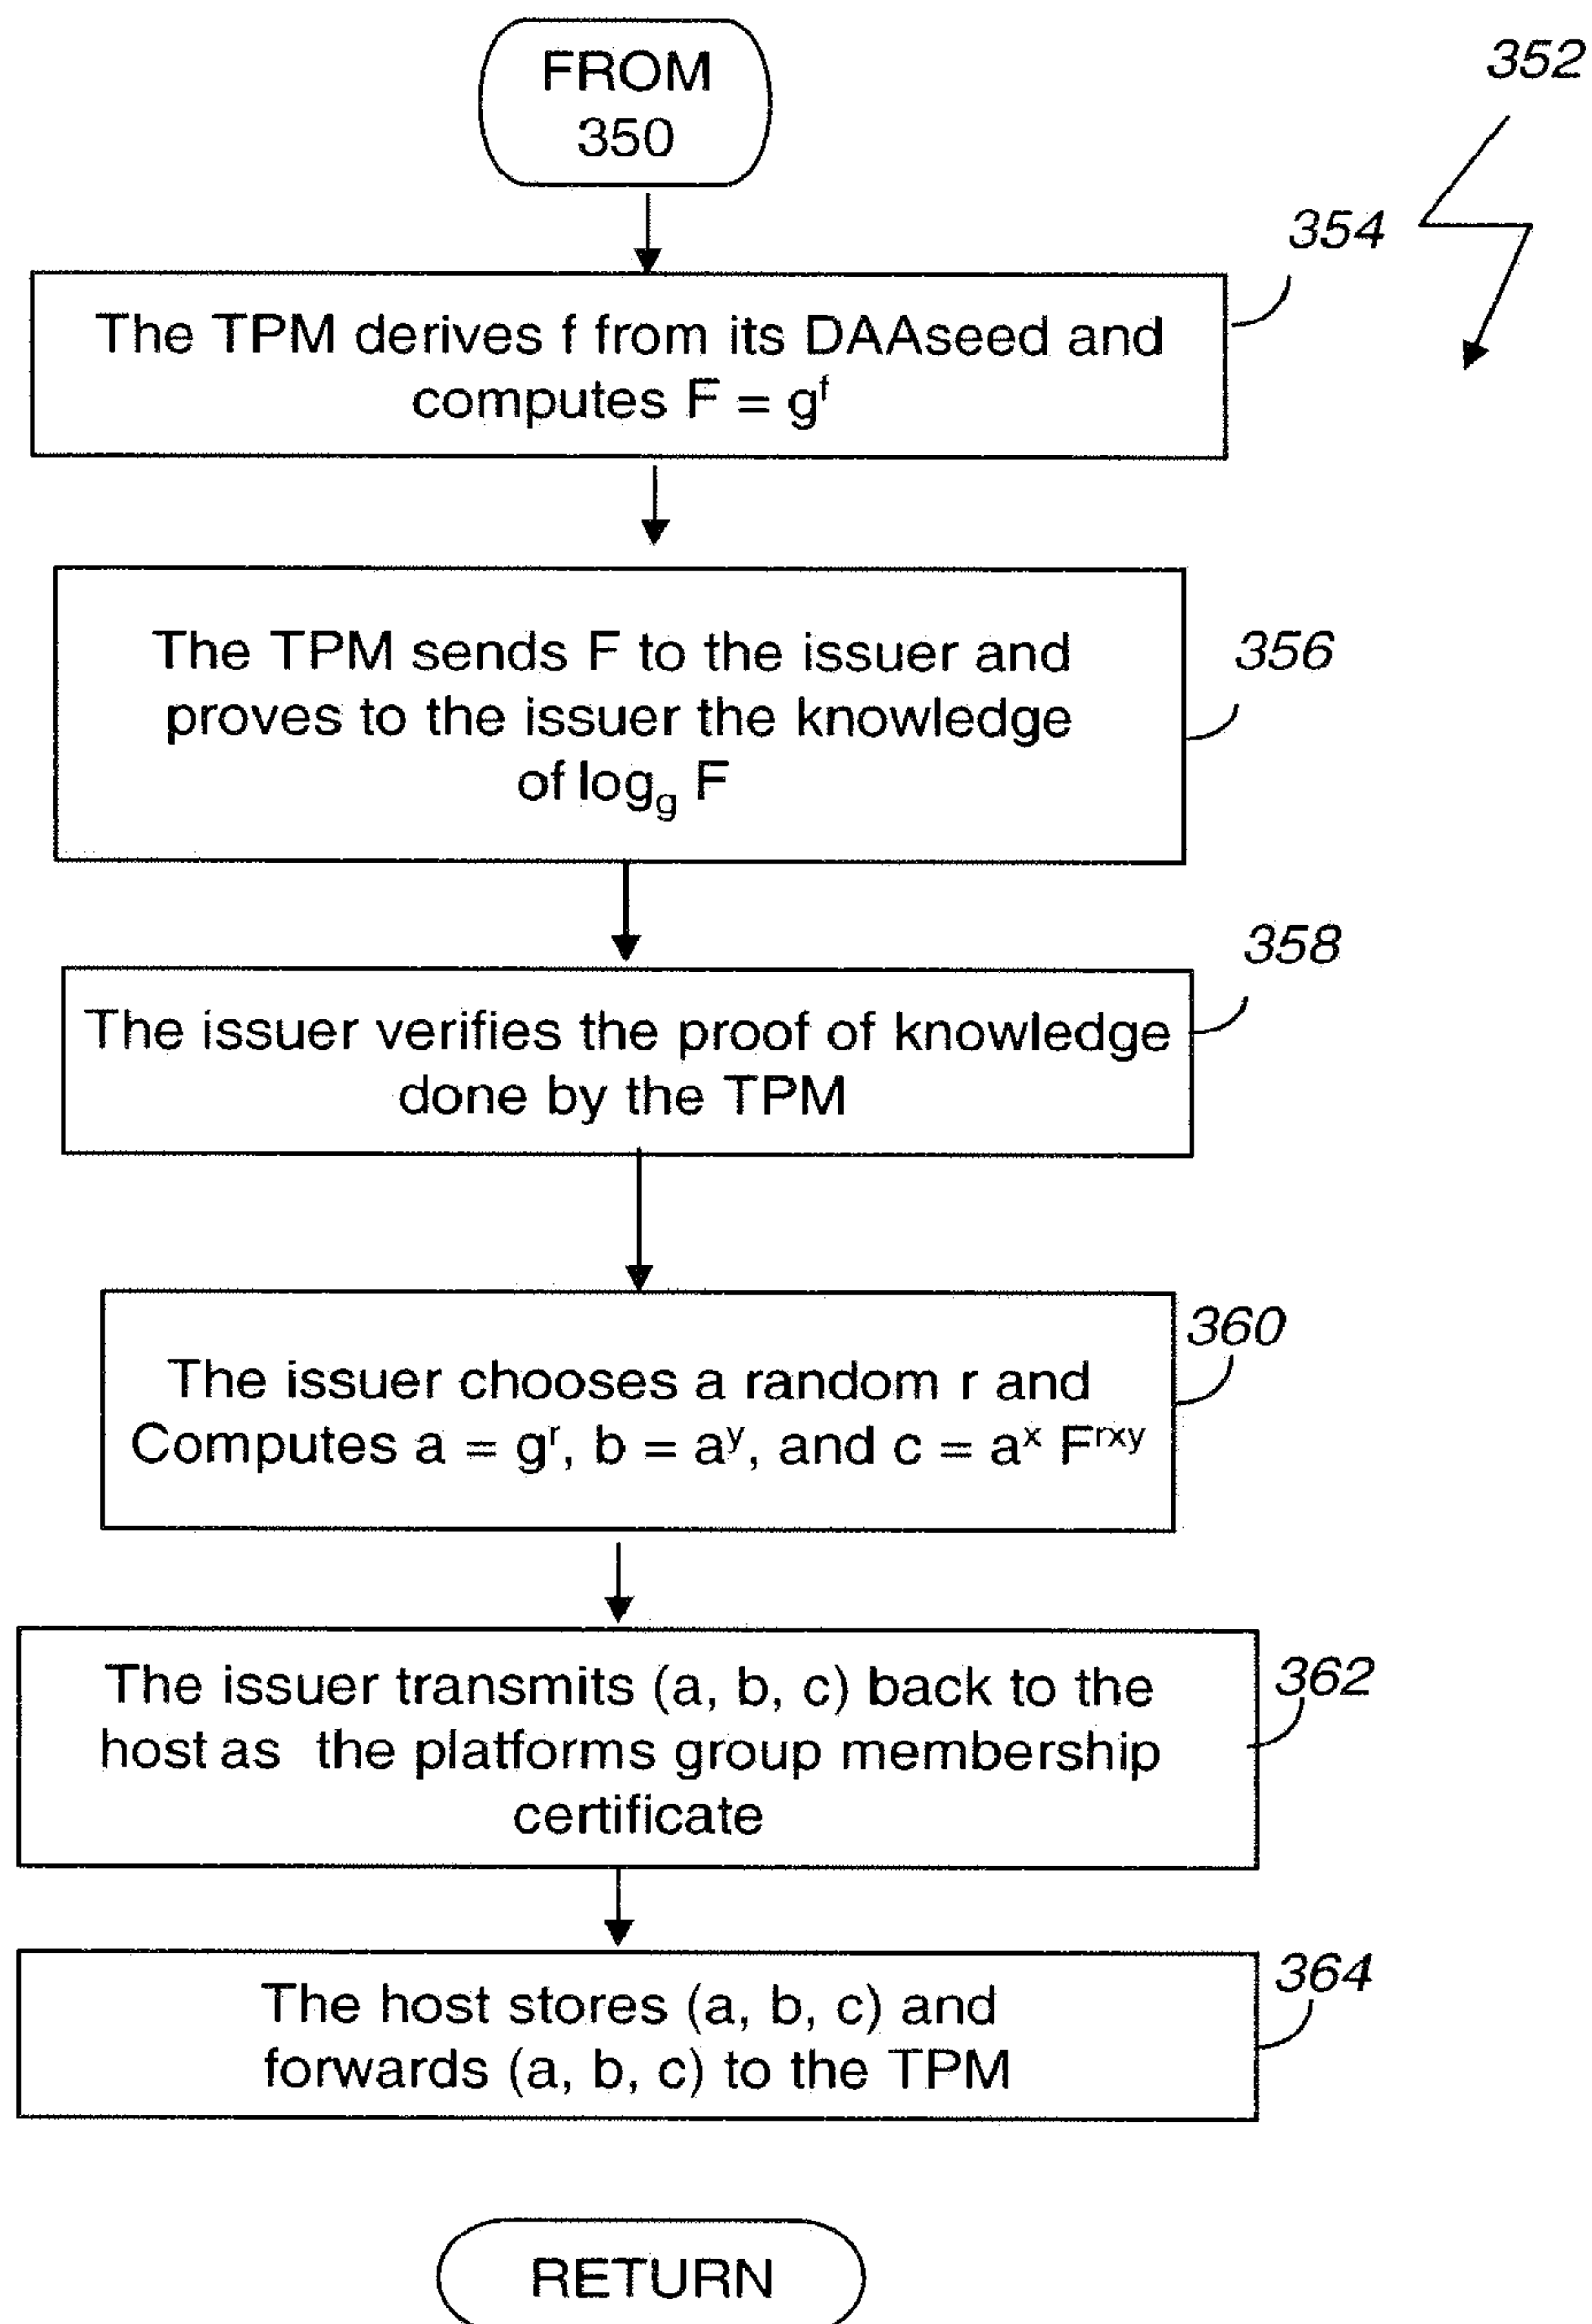 FROM
350
352
354
The TPM derives f from its DAAseed and
computes F = g^f
The TPM sends F to the issuer and
proves to the issuer the knowledge
of log_g F
356
358
The issuer verifies the proof of knowledge
done by the TPM
360
The issuer chooses a random r and
Computes a = g^r, b = a^y, and c = a^x F^rxy
The issuer transmits (a, b, c) back to the
host as the platforms group membership
certificate
362
364
The host stores (a, b, c) and
forwards (a, b, c) to the TPM
RETURN